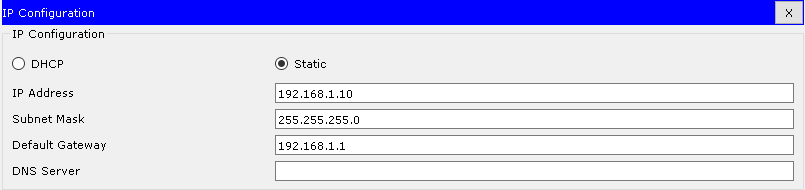 IP Configuration X
IP Configuration
DHCP Static
IP Address 192.168.1.10
Subnet Mask 255.255.255.0
Default Gateway 192.168.1.1
DNS Server